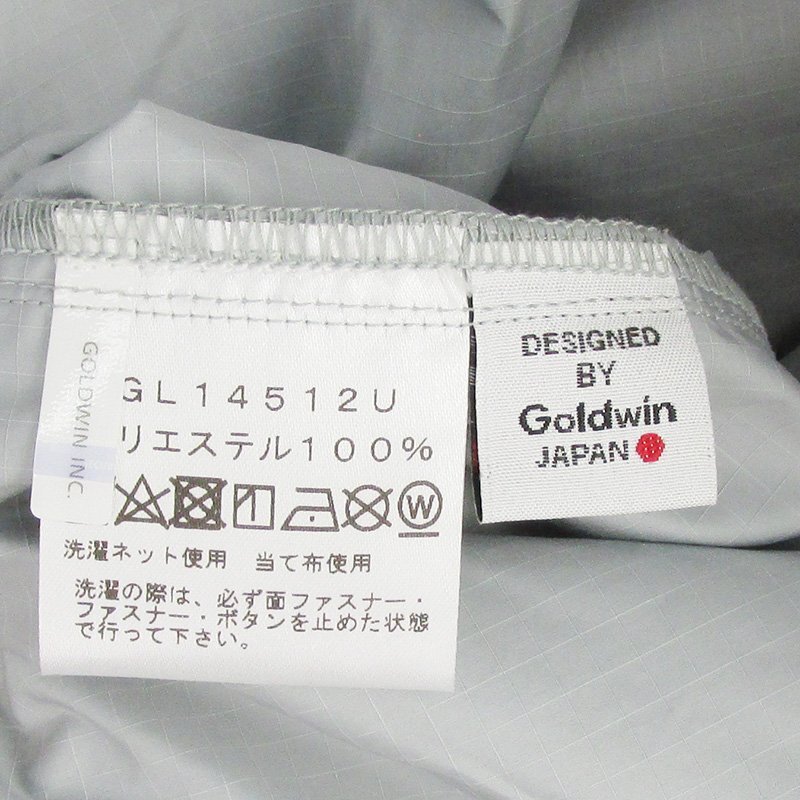 GOLDWIN INC.
GL14512U
リエステル100%
W
洗濯ネット使用 当て布使用
洗濯の際は、必ず面ファスナー・
ファスナー・ボタンを止めた状態
で行って下さい。
DESIGNED
BY
Goldwin
JAPAN